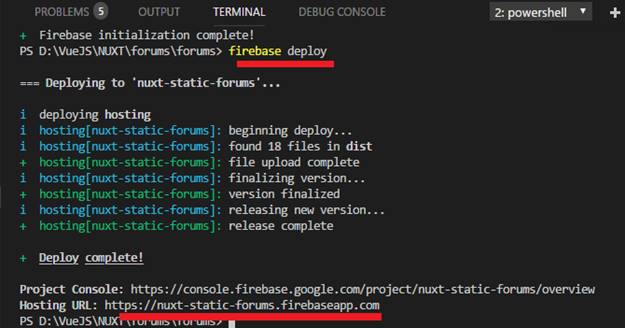 PROBLEMS 5 OUTPUT TERMINAL DEBUG CONSOLE 2: powershell
+ Firebase initialization complete!
PS D:\VueJS\NUXT\forums\forums> firebase deploy
=== Deploying to 'nuxt-static-forums'...
i deploying hosting
i hosting[nuxt-static-forums]: beginning deploy...
i hosting[nuxt-static-forums]: found 18 files in dist
+ hosting[nuxt-static-forums]: file upload complete
i hosting[nuxt-static-forums]: finalizing version...
+ hosting[nuxt-static-forums]: version finalized
i hosting[nuxt-static-forums]: releasing new version...
+ hosting[nuxt-static-forums]: release complete
+ Deploy complete!
Project Console: https://console.firebase.google.com/project/nuxt-static-forums/overview
Hosting URL: https://nuxt-static-forums.firebaseapp.com
PS D:\VueJS\NUXT\forums\forums>